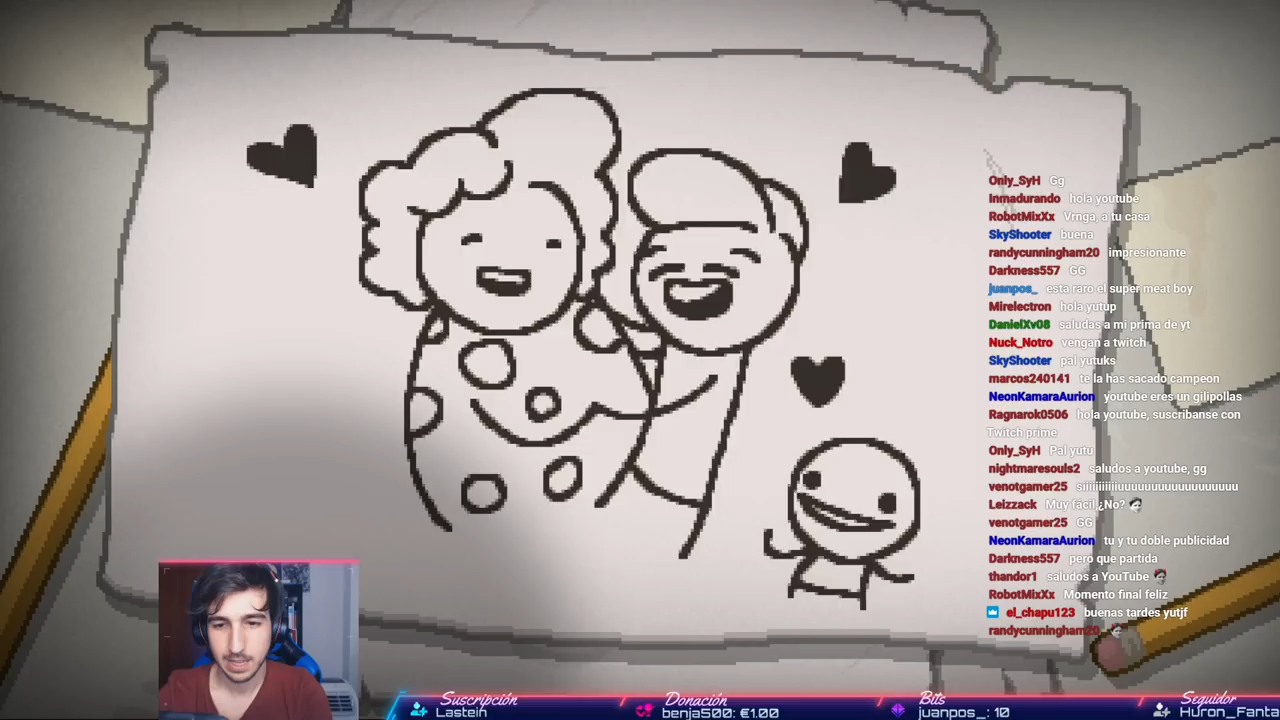 Only_SyH Gg
Inmadurando hola youtube
RobotMixXx Vrnga, a tu casa
SkyShooter buena
randycunningham20 impresionante
Darkness557 GG
juanpos_ esta raro el super meat boy
Mirelectron hola yutup
DanielXv08 saludas a mi prima de yt
Nuck_Notro vengan a twitch
SkyShooter pal yutuks
marcos240141 te la has sacado campeon
NeonKamaraAurion youtube eres un gilipollas
Ragnarok0506 hola youtube, suscribanse con
Twitch prime
Only_SyH Pal yutu
nightmaresouls2 saludos a youtube, gg
venotgamer25 siiiiiiiiiiuuuuuuuuuuuuuuuuuu
Leizzack Muy fácil¿No?
venotgamer25 GG
NeonKamaraAurion tu y tu doble publicidad
Darkness557 pero que partida
thandor1 saludos a YouTube
RobotMixXx Momento final feliz
el_chapu123 buenas tardes yutjf
randycunningham20
Suscripción Donación Bits Seguidor
Lastein benja500: €1.00 juanpos_: 10 Huron_Fanta